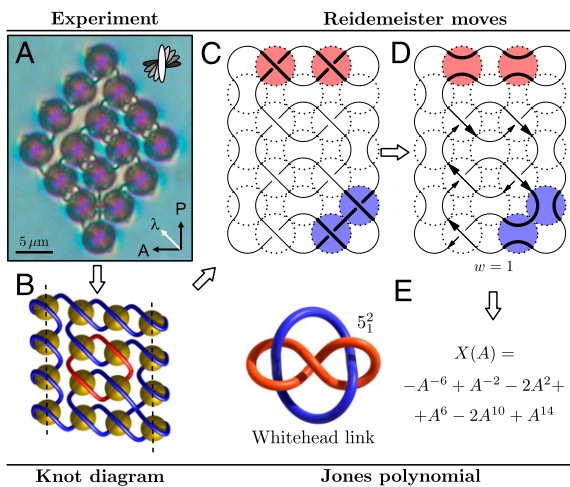 Experiment
Reidemeister moves
A
C
D
λ
P
A
5 μm
w = 1
B
E
5₁²
X(A) =
−A⁻⁶ + A⁻² − 2A² +
+A⁶ − 2A¹⁰ + A¹⁴
Whitehead link
Knot diagram
Jones polynomial